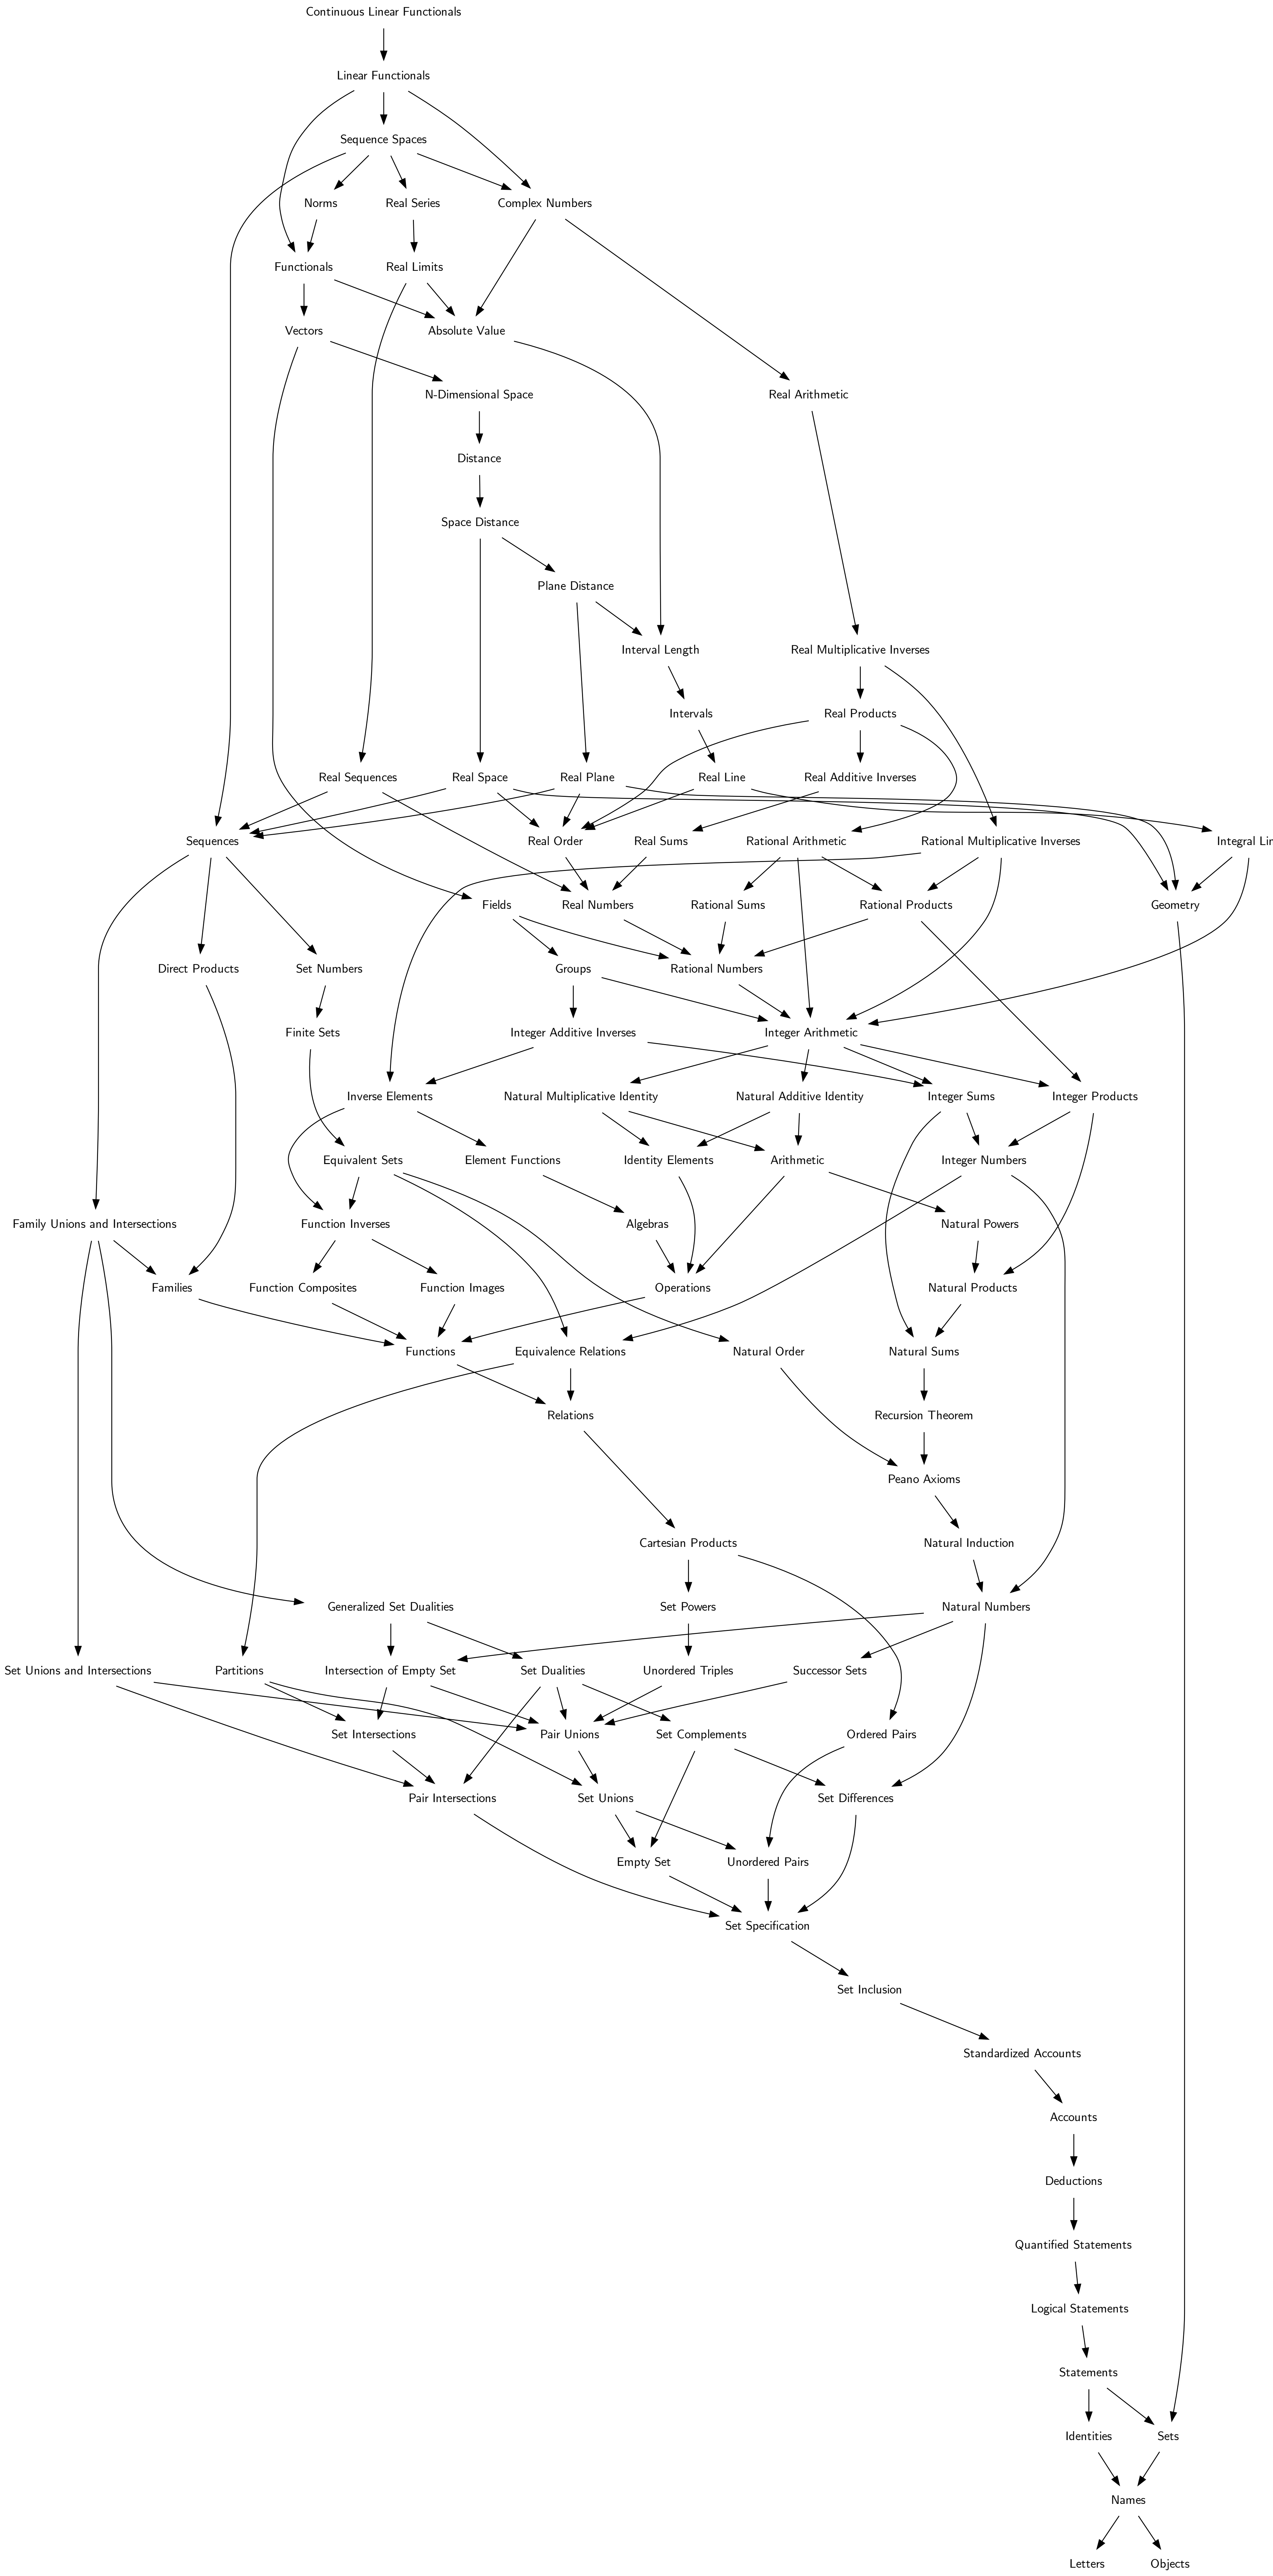 Continuous Linear Functionals
Linear Functionals
Sequence Spaces
Norms
Real Series
Complex Numbers
Functionals
Real Limits
Vectors
Absolute Value
N-Dimensional Space
Real Arithmetic
Distance
Space Distance
Plane Distance
Interval Length
Real Multiplicative Inverses
Intervals
Real Products
Real Sequences
Real Space
Real Plane
Real Line
Real Additive Inverses
Sequences
Real Order
Real Sums
Rational Arithmetic
Rational Multiplicative Inverses
Integral Lin
Fields
Real Numbers
Rational Sums
Rational Products
Geometry
Direct Products
Set Numbers
Groups
Rational Numbers
Finite Sets
Integer Additive Inverses
Integer Arithmetic
Inverse Elements
Natural Multiplicative Identity
Natural Additive Identity
Integer Sums
Integer Products
Equivalent Sets
Element Functions
Identity Elements
Arithmetic
Integer Numbers
Family Unions and Intersections
Function Inverses
Algebras
Natural Powers
Families
Function Composites
Function Images
Operations
Natural Products
Functions
Equivalence Relations
Natural Order
Natural Sums
Relations
Recursion Theorem
Peano Axioms
Cartesian Products
Natural Induction
Generalized Set Dualities
Set Powers
Natural Numbers
Set Unions and Intersections
Partitions
Intersection of Empty Set
Set Dualities
Unordered Triples
Successor Sets
Set Intersections
Pair Unions
Set Complements
Ordered Pairs
Pair Intersections
Set Unions
Set Differences
Empty Set
Unordered Pairs
Set Specification
Set Inclusion
Standardized Accounts
Accounts
Deductions
Quantified Statements
Logical Statements
Statements
Identities
Sets
Names
Letters
Objects